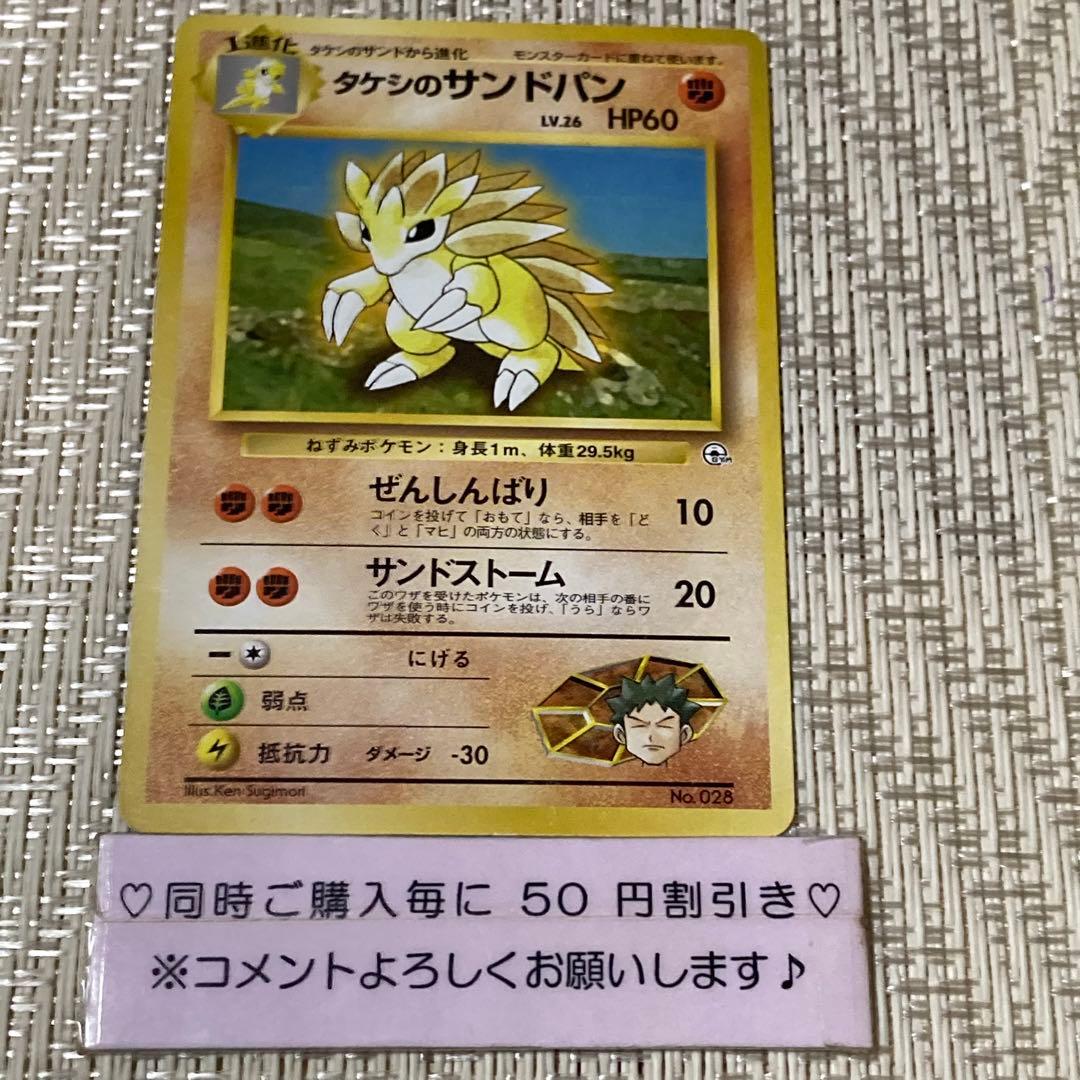 1進化 タケシのサンドから進化 モンスターカードに重ねて使います。
タケシのサンドパン
LV.26 HP60
ねずみポケモン：身長1m、体重29.5kg
GYM
ぜんしんばり 10
コインを投げて「おもて」なら、相手を「ど
く」と「マヒ」の両方の状態にする。
サンドストーム 20
このワザを受けたポケモンは、次の相手の番に
ワザを使う時にコインを投げ、「うら」ならワ
ザは失敗する。
にげる
弱点
抵抗力 ダメージ -30
Illus. Ken Sugimori No. 028
♡同時ご購入毎に 50 円割引き♡
※コメントよろしくお願いします♪